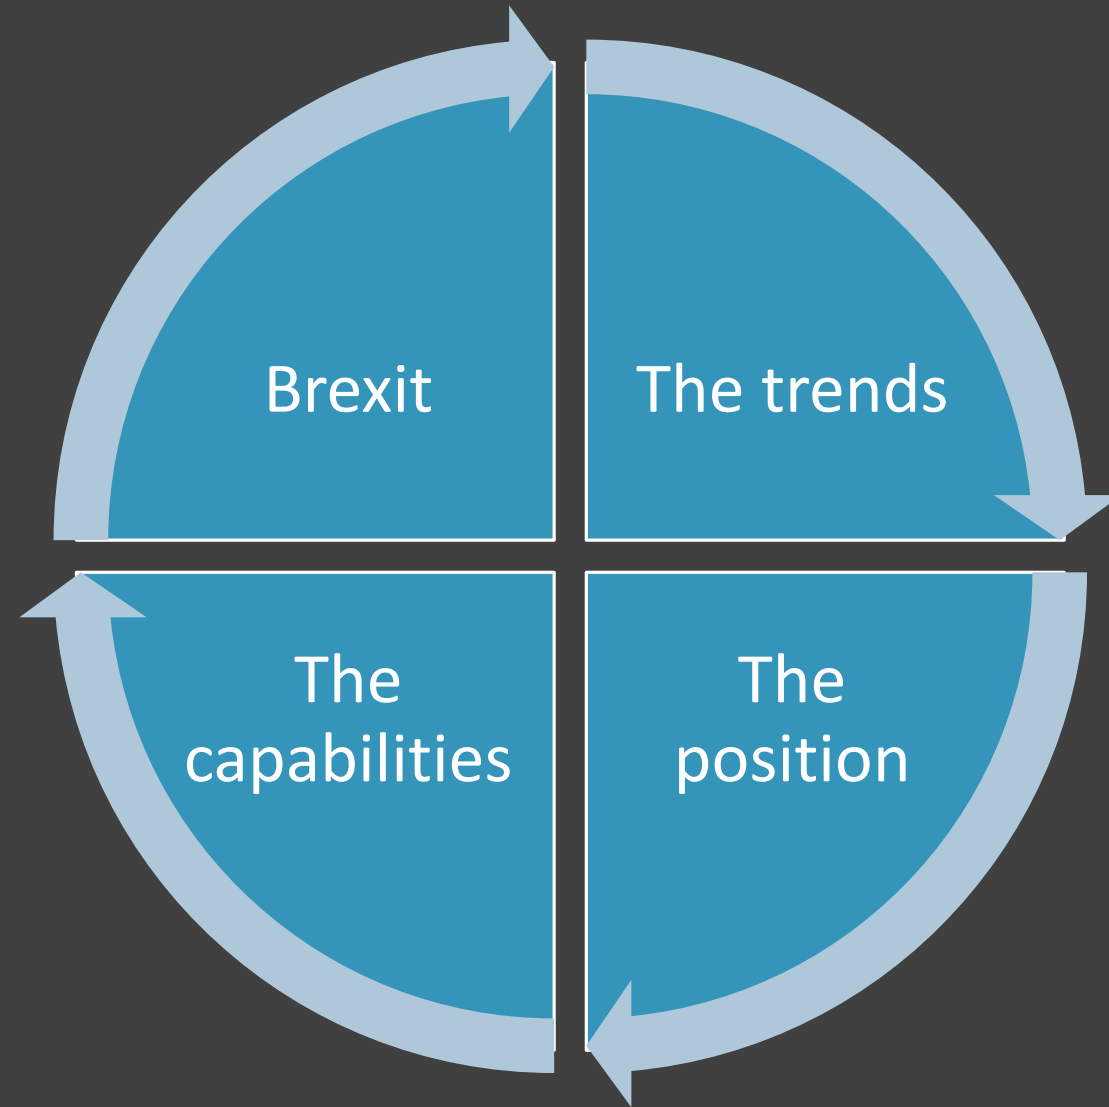 Brexit
The trends
The
capabilities
The
position